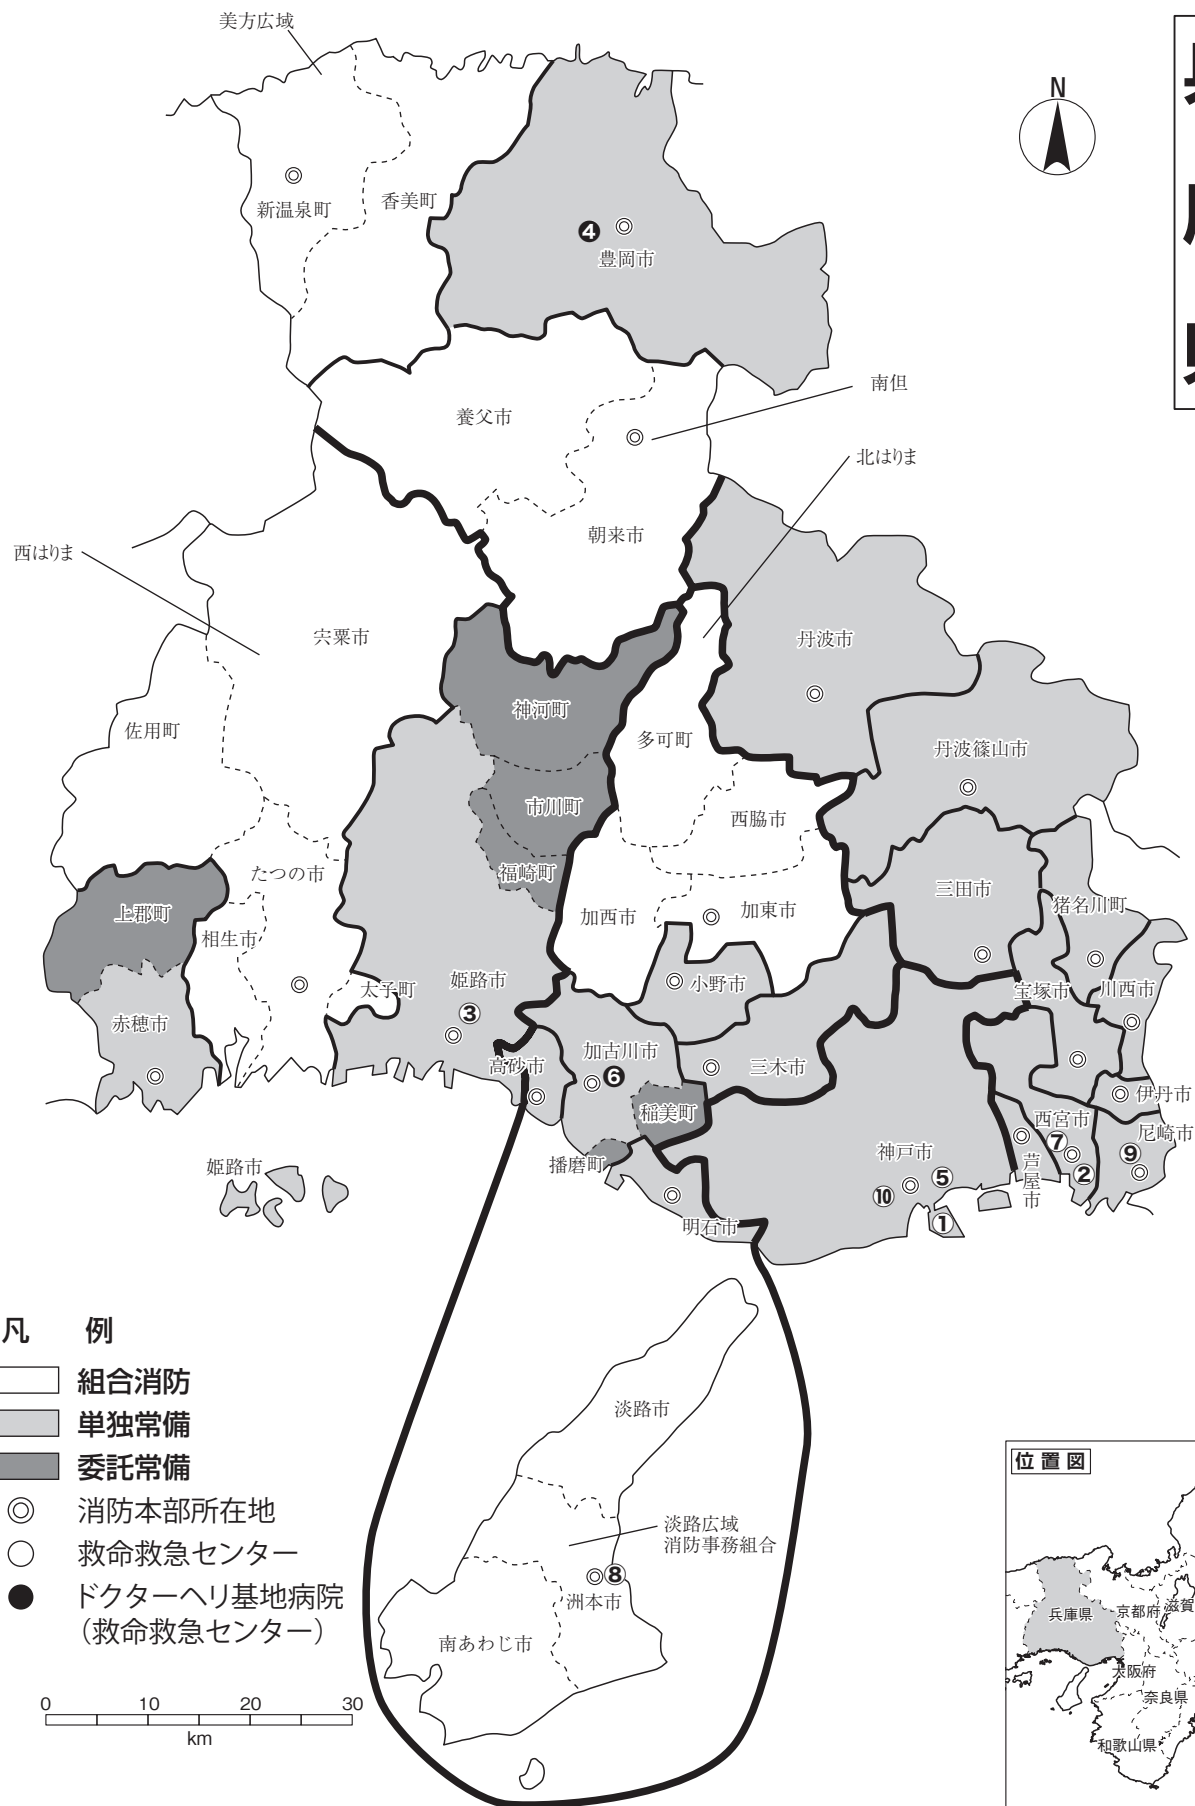 美方広域
N
新温泉町
香美町
❹
豊岡市
養父市
南但
北はりま
朝来市
西はりま
宍粟市
丹波市
神河町
佐用町
多可町
丹波篠山市
市川町
西脇市
福崎町
たつの市
三田市
猪名川町
上郡町
相生市
加西市
加東市
太子町
姫路市
小野市
宝塚市
川西市
赤穂市
③
高砂市
加古川市
❻
三木市
稲美町
伊丹市
西宮市
尼崎市
播磨町
神戸市
⑦
⑨
芦屋市
②
⑤
⑩
姫路市
明石市
①
凡 例
組合消防
単独常備
委託常備
消防本部所在地
救命救急センター
ドクターヘリ基地病院
（救命救急センター）
0 10 20 30
km
淡路市
淡路広域
消防事務組合
⑧
洲本市
南あわじ市
位置図
兵庫県
京都府
滋賀
大阪府
奈良県
和歌山県